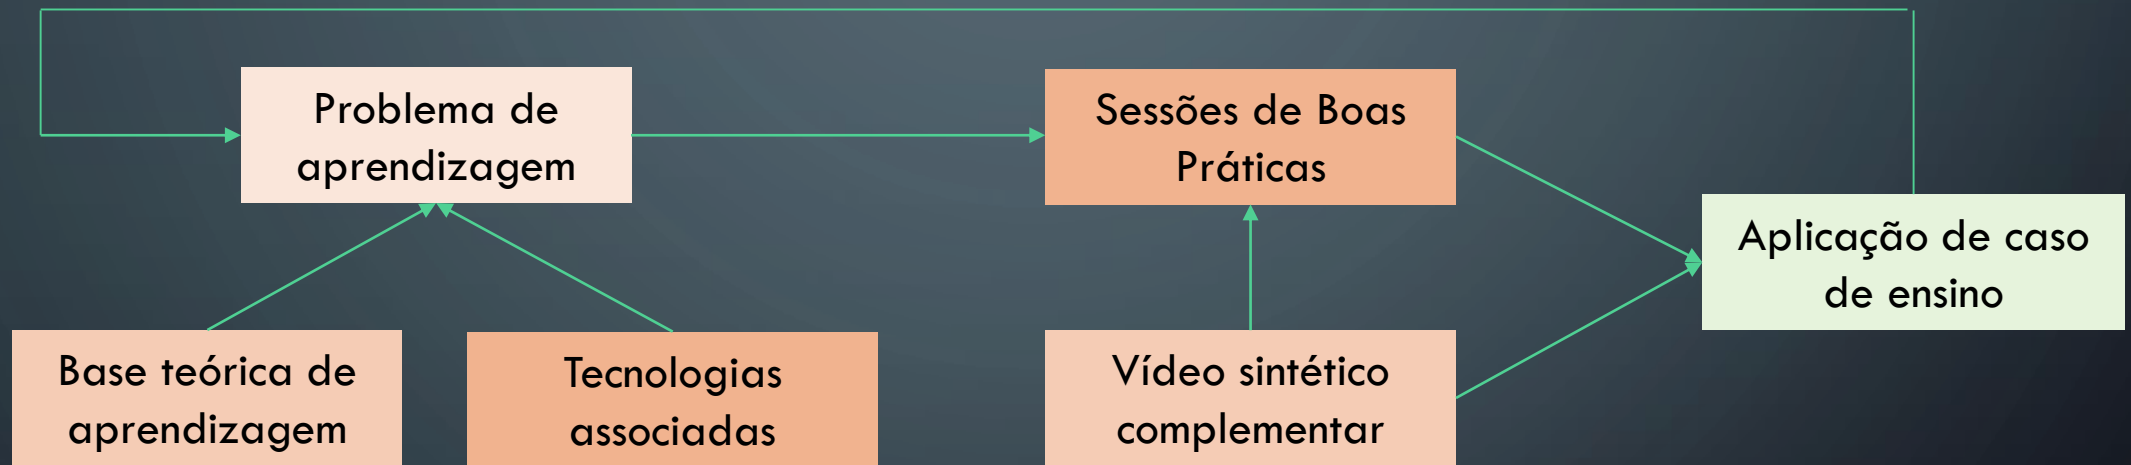 Problema de
aprendizagem
Sessões de Boas
Práticas
Aplicação de caso
de ensino
Base teórica de
aprendizagem
Tecnologias
associadas
Vídeo sintético
complementar